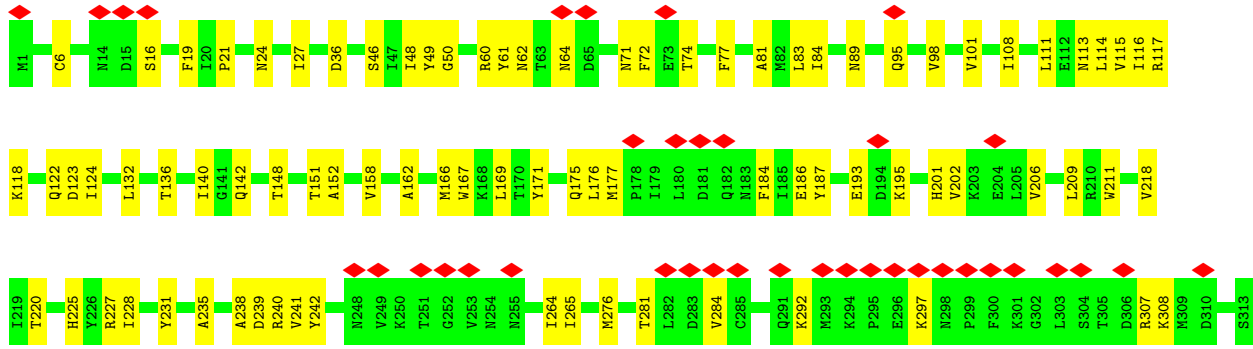 M1 C6 N14 D15 S16 F19 I20 P21 N24 I27 D36 S46 I47 I48 Y49 G50 R60 Y61 N62 T63 N64 D65 N71 F72 E73 T74 F77 A81 M82 L83 I84 N89 Q95 V98 V101 I108 L111 E112 N113 L114 V115 I116 R117
K118 Q122 D123 I124 L132 T136 I140 G141 Q142 T148 T151 A152 V158 A162 M166 W167 K168 L169 T170 Y171 Q175 L176 M177 P178 I179 L180 D181 Q182 N183 F184 I185 E186 Y187 E193 D194 K195 H201 V202 K203 E204 L205 V206 L209 R210 W211 V218
I219 T220 H225 Y226 R227 I228 Y231 A235 A238 D239 R240 V241 Y242 N248 V249 K250 T251 G252 V253 N254 N255 I264 I265 M276 T281 L282 D283 V284 C285 Q291 K292 M293 K294 P295 E296 K297 N298 P299 F300 K301 G302 L303 S304 T305 D306 R307 K308 M309 D310 S313